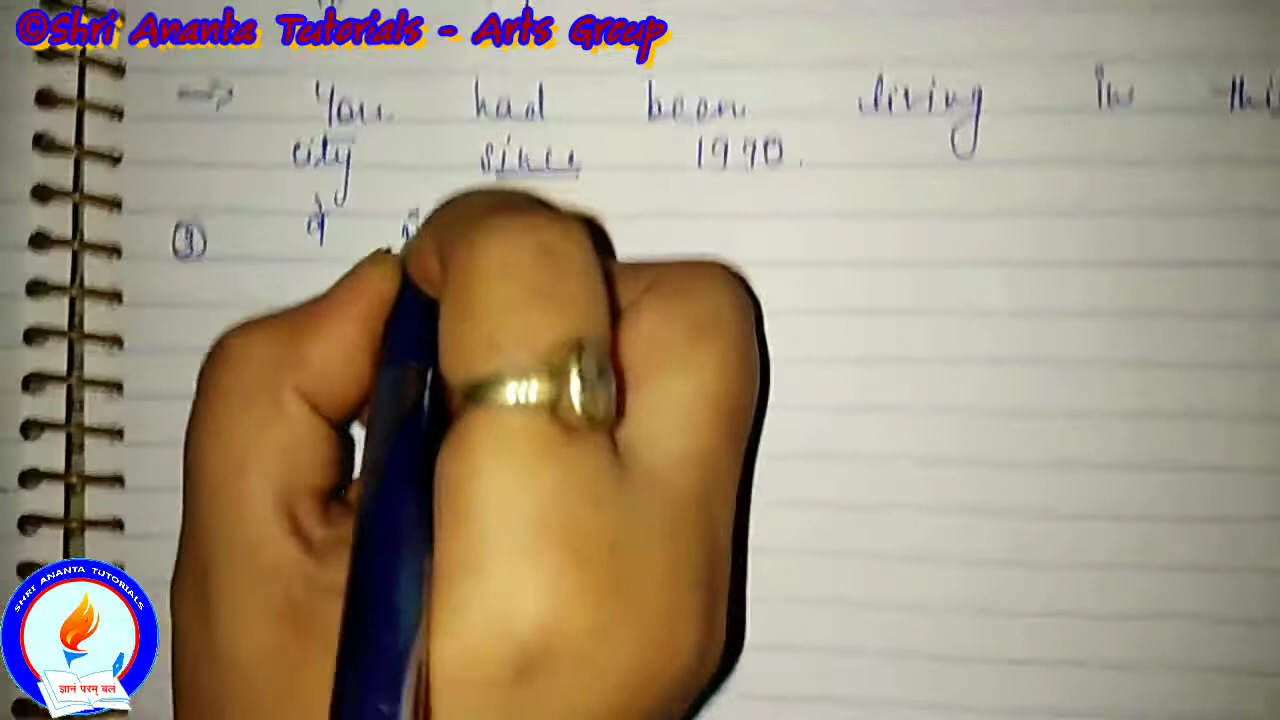 ©Shri Ananta Tutorials - Arts Group
→ You had been living in this
city since 1990.
③ वे
SHRI ANANTA TUTORIALS
ज्ञानं परमं बलं